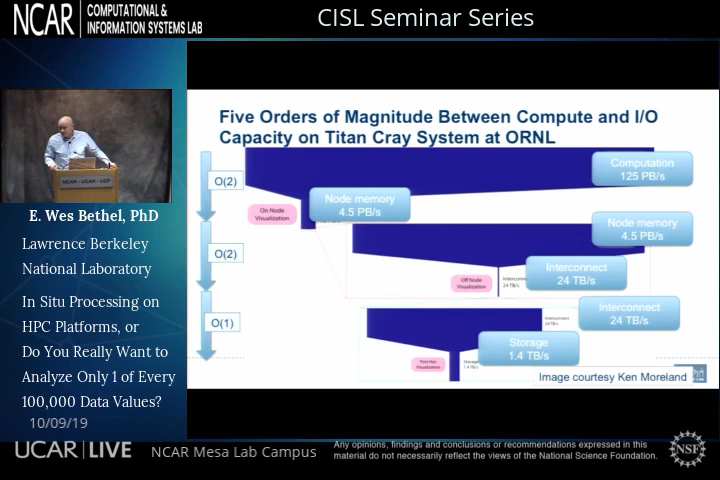 NCAR
COMPUTATIONAL &
INFORMATION SYSTEMS LAB
CISL Seminar Series
NCAR - UCAR - UCP
E. Wes Bethel, PhD
Lawrence Berkeley
National Laboratory
In Situ Processing on
HPC Platforms, or
Do You Really Want to
Analyze Only 1 of Every
100,000 Data Values?
10/09/19
Five Orders of Magnitude Between Compute and I/O
Capacity on Titan Cray System at ORNL
Computation
125 PB/s
O(2)
Node memory
4.5 PB/s
On Node
Visualization
Node memory
4.5 PB/s
O(2)
Interconnect
24 TB/s
Off Node
Visualization
24 TB/s
Interconnect
24 TB/s
O(1)
Interconnect
24 TB/s
Storage
1.4 TB/s
Post Hoc
Visualization
1.4 TB/s
Image courtesy Ken Moreland
UCAR | LIVE
NCAR Mesa Lab Campus
Any opinions, findings and conclusions or recommendations expressed in this
material do not necessarily reflect the views of the National Science Foundation.
NSF